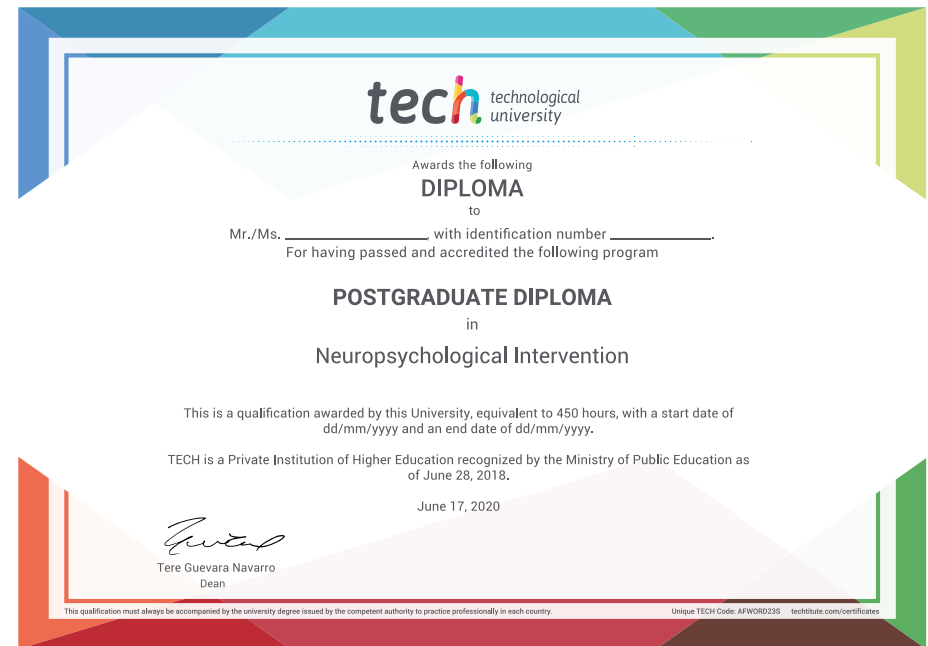 tech technological
university
Awards the following
DIPLOMA
to
Mr./Ms. ____________________, with identification number ______________.
For having passed and accredited the following program
POSTGRADUATE DIPLOMA
in
Neuropsychological Intervention
This is a qualification awarded by this University, equivalent to 450 hours, with a start date of
dd/mm/yyyy and an end date of dd/mm/yyyy.
TECH is a Private Institution of Higher Education recognized by the Ministry of Public Education as
of June 28, 2018.
June 17, 2020
Tere Guevara Navarro
Dean
This qualification must always be accompanied by the university degree issued by the competent authority to practice professionally in each country.
Unique TECH Code: AFWORD23S techtitute.com/certificates